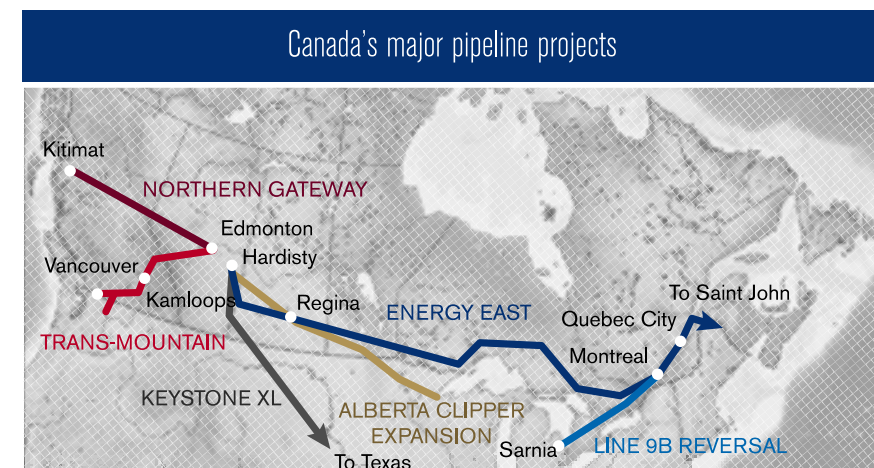 Canada's major pipeline projects
Kitimat
NORTHERN GATEWAY
Edmonton
Hardisty
Vancouver
Kamloops
Regina
To Saint John
ENERGY EAST
Quebec City
TRANS-MOUNTAIN
Montreal
KEYSTONE XL
ALBERTA CLIPPER
EXPANSION
Sarnia
LINE 9B REVERSAL
To Texas